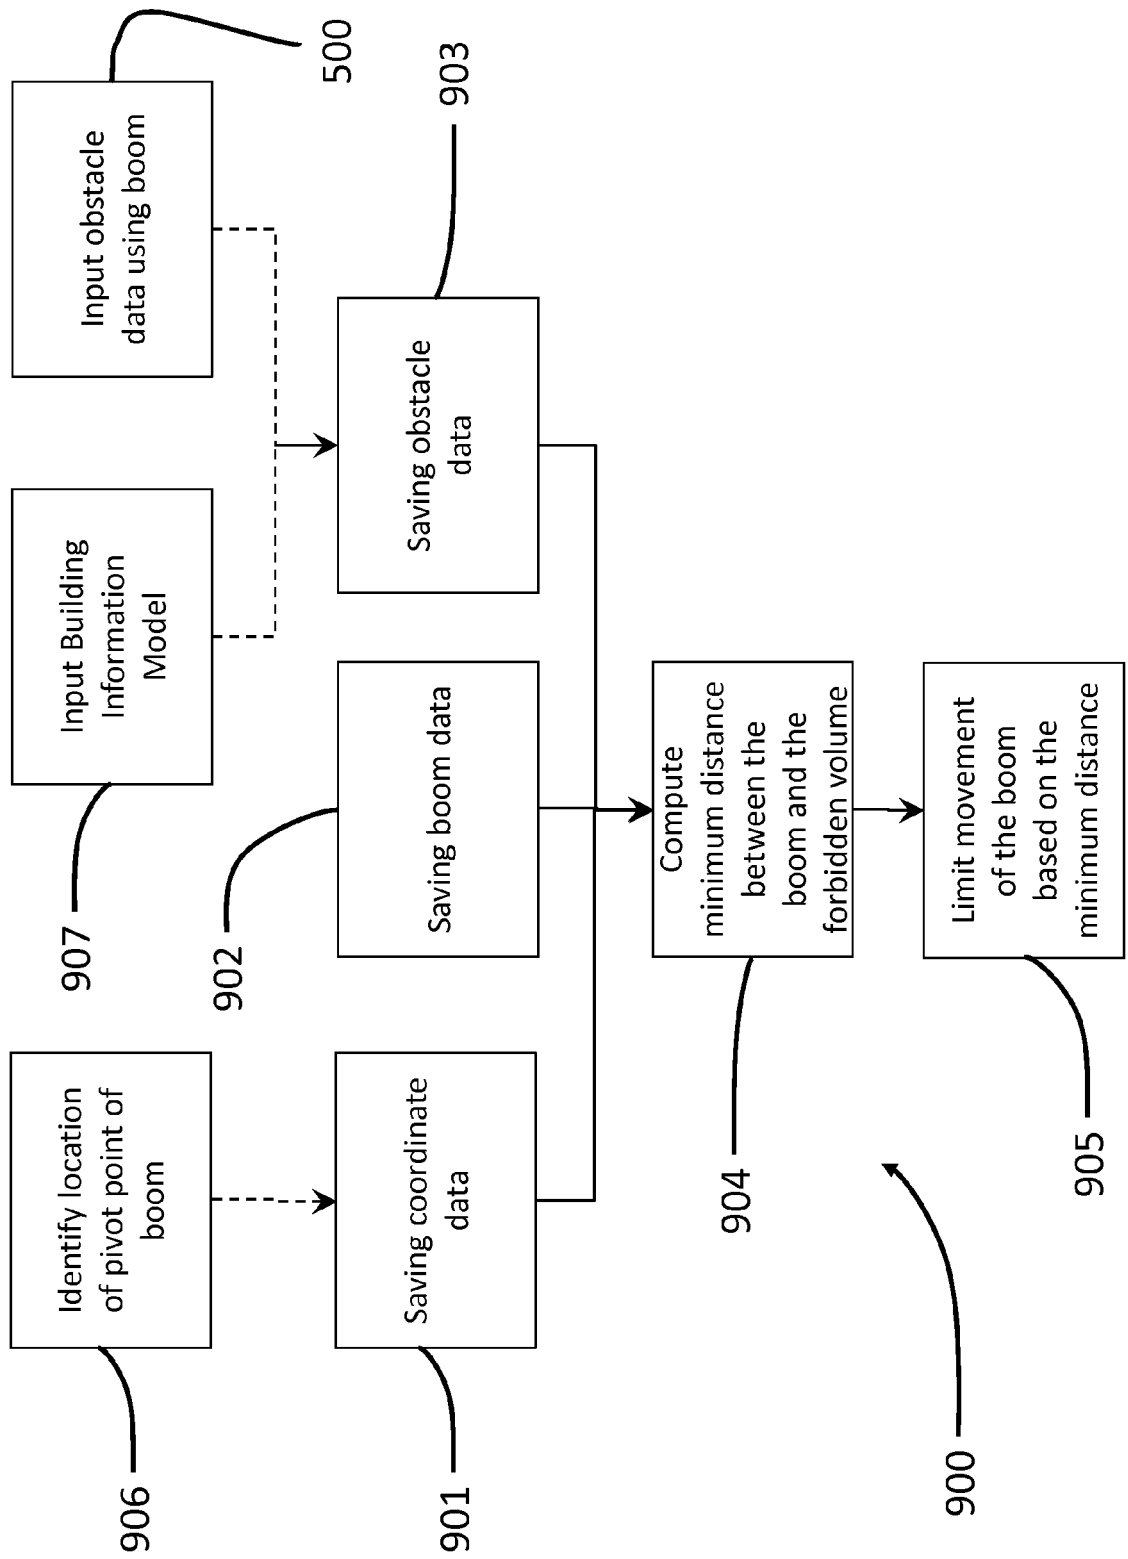 906
Identify location
of pivot point of
boom
907
Input Building
Information
Model
Input obstacle
data using boom
500
901
Saving coordinate
data
902
Saving boom data
Saving obstacle
data
903
904
Compute
minimum distance
between the
boom and the
forbidden volume
900
905
Limit movement
of the boom
based on the
minimum distance